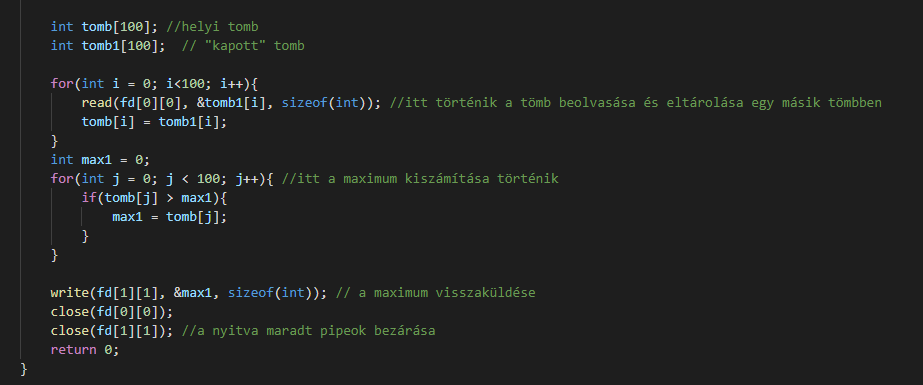 int tomb[100]; //helyi tomb
int tomb1[100];  // "kapott" tomb
for(int i = 0; i<100; i++){
read(fd[0][0], &tomb1[i], sizeof(int)); //itt történik a tömb beolvasása és eltárolása egy másik tömbben
tomb[i] = tomb1[i];
}
int max1 = 0;
for(int j = 0; j < 100; j++){ //itt a maximum kiszámítása történik
if(tomb[j] > max1){
max1 = tomb[j];
}
}
write(fd[1][1], &max1, sizeof(int)); // a maximum visszaküldése
close(fd[0][0]);
close(fd[1][1]); //a nyitva maradt pipeok bezárása
return 0;
}